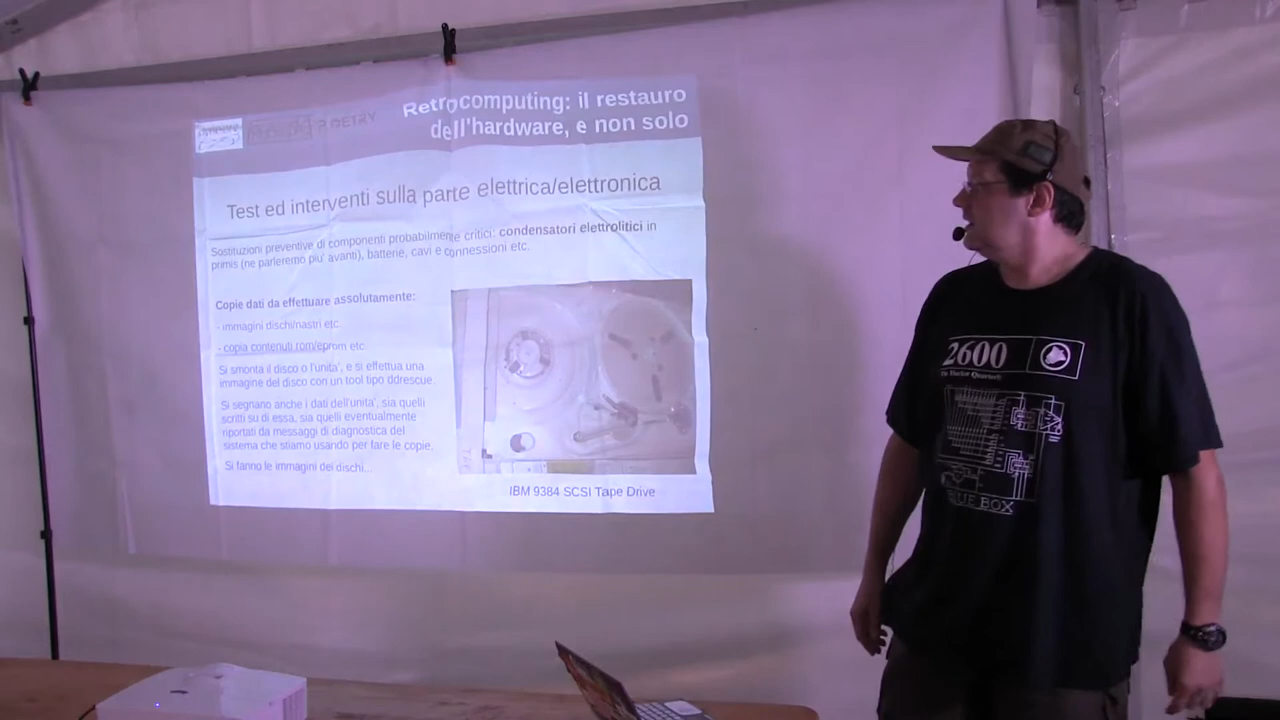 Retrocomputing: il restauro
dell'hardware, e non solo
Test ed interventi sulla parte elettrica/elettronica
Sostituzioni preventive di componenti probabilmente critici: condensatori elettrolitici in
primis (ne parleremo piu' avanti), batterie, cavi e connessioni etc.
Copie dati da effettuare assolutamente:
- immagini dischi/nastri etc.
- copia contenuti rom/eprom etc.
Si smonta il disco o l'unita', e si effettua una
immagine del disco con un tool tipo ddrescue.
Si segnano anche i dati dell'unita', sia quelli
scritti su di essa, sia quelli eventualmente
riportati da messaggi di diagnostica del
sistema che stiamo usando per fare le copie.
Si fanno le immagini dei dischi...
IBM 9384 SCSI Tape Drive
2600
The Hacker Quarterly
BLUE BOX